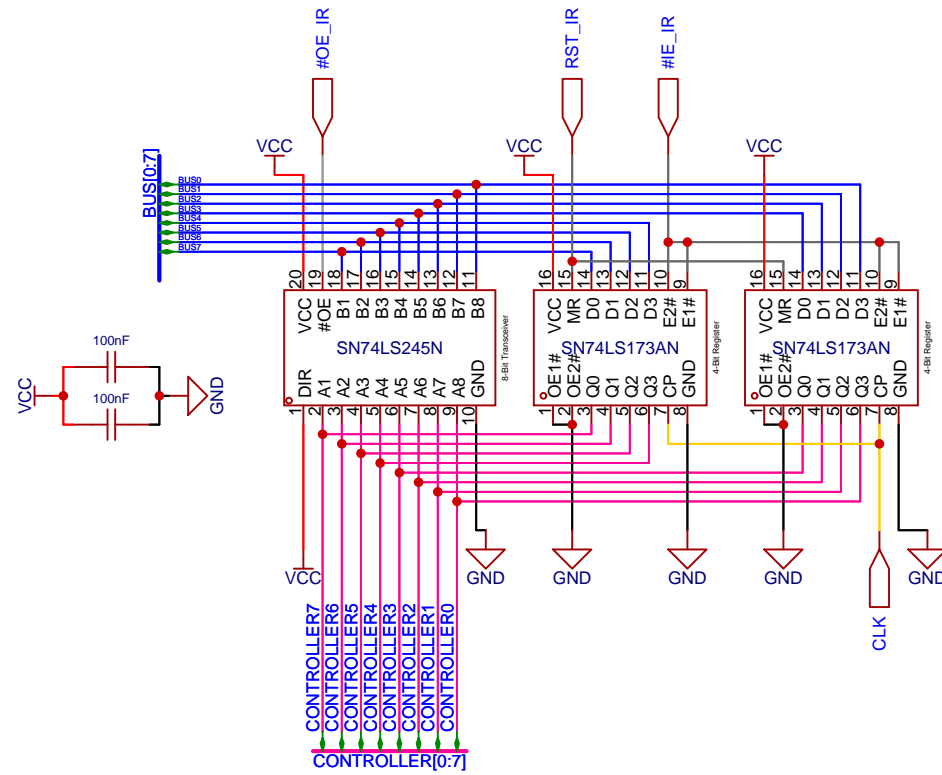 #OE_IR
RST_IR
#IE_IR
VCC
VCC
VCC
BUS[0:7]
BUS0
BUS1
BUS2
BUS3
BUS4
BUS5
BUS6
BUS7
20 19 18 17 16 15 14 13 12 11
VCC #OE B1 B2 B3 B4 B5 B6 B7 B8
SN74LS245N
8-Bit Transceiver
DIR A1 A2 A3 A4 A5 A6 A7 A8 GND
1 2 3 4 5 6 7 8 9 10
16 15 14 13 12 11 10 9
VCC MR D0 D1 D2 D3 E2# E1#
SN74LS173AN
4-Bit Register
OE1# OE2# Q0 Q1 Q2 Q3 CP GND
1 2 3 4 5 6 7 8
16 15 14 13 12 11 10 9
VCC MR D0 D1 D2 D3 E2# E1#
SN74LS173AN
4-Bit Register
OE1# OE2# Q0 Q1 Q2 Q3 CP GND
1 2 3 4 5 6 7 8
100nF
100nF
VCC
GND
VCC
GND
GND
GND
GND
GND
CLK
CONTROLLER7
CONTROLLER6
CONTROLLER5
CONTROLLER4
CONTROLLER3
CONTROLLER2
CONTROLLER1
CONTROLLER0
CONTROLLER[0:7]